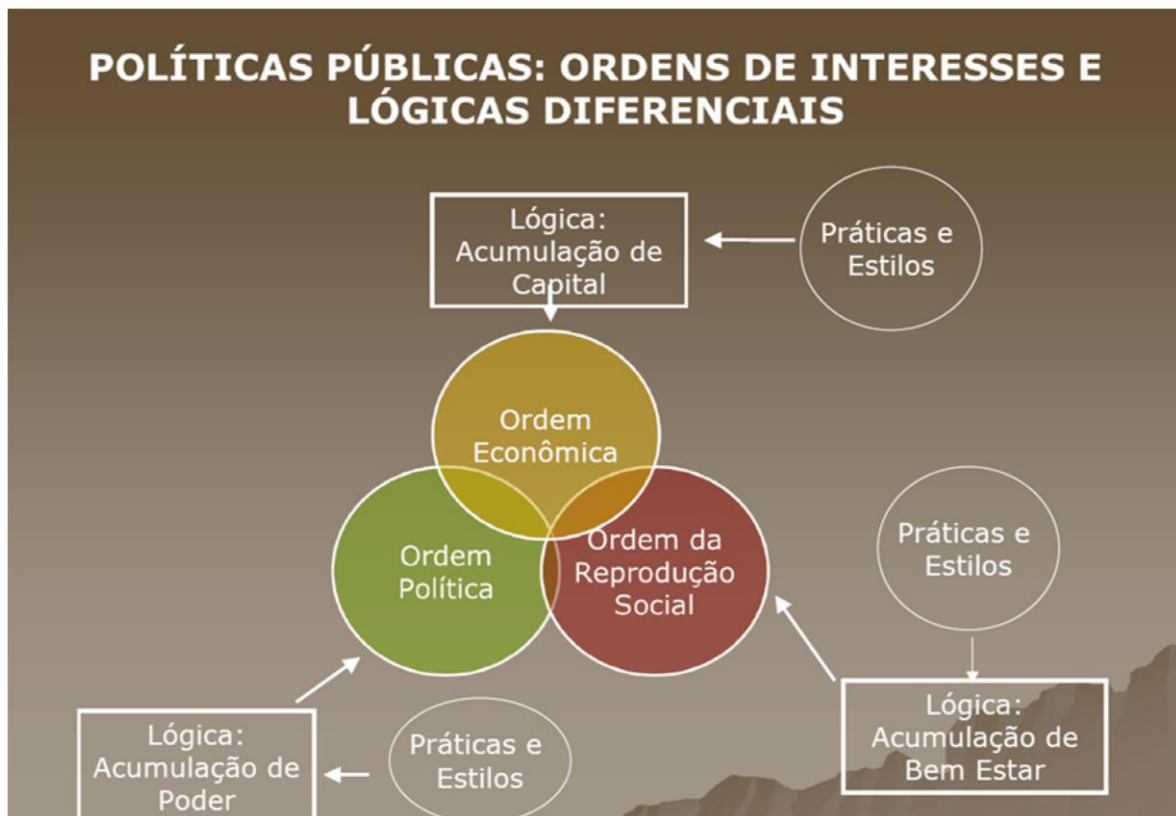 POLÍTICAS PÚBLICAS: ORDENS DE INTERESSES E
LÓGICAS DIFERENCIAIS
Lógica:
Acumulação de
Capital
Práticas e
Estilos
Ordem
Econômica
Ordem
Política
Ordem da
Reprodução
Social
Práticas e
Estilos
Lógica:
Acumulação de
Poder
Práticas e
Estilos
Lógica:
Acumulação de
Bem Estar